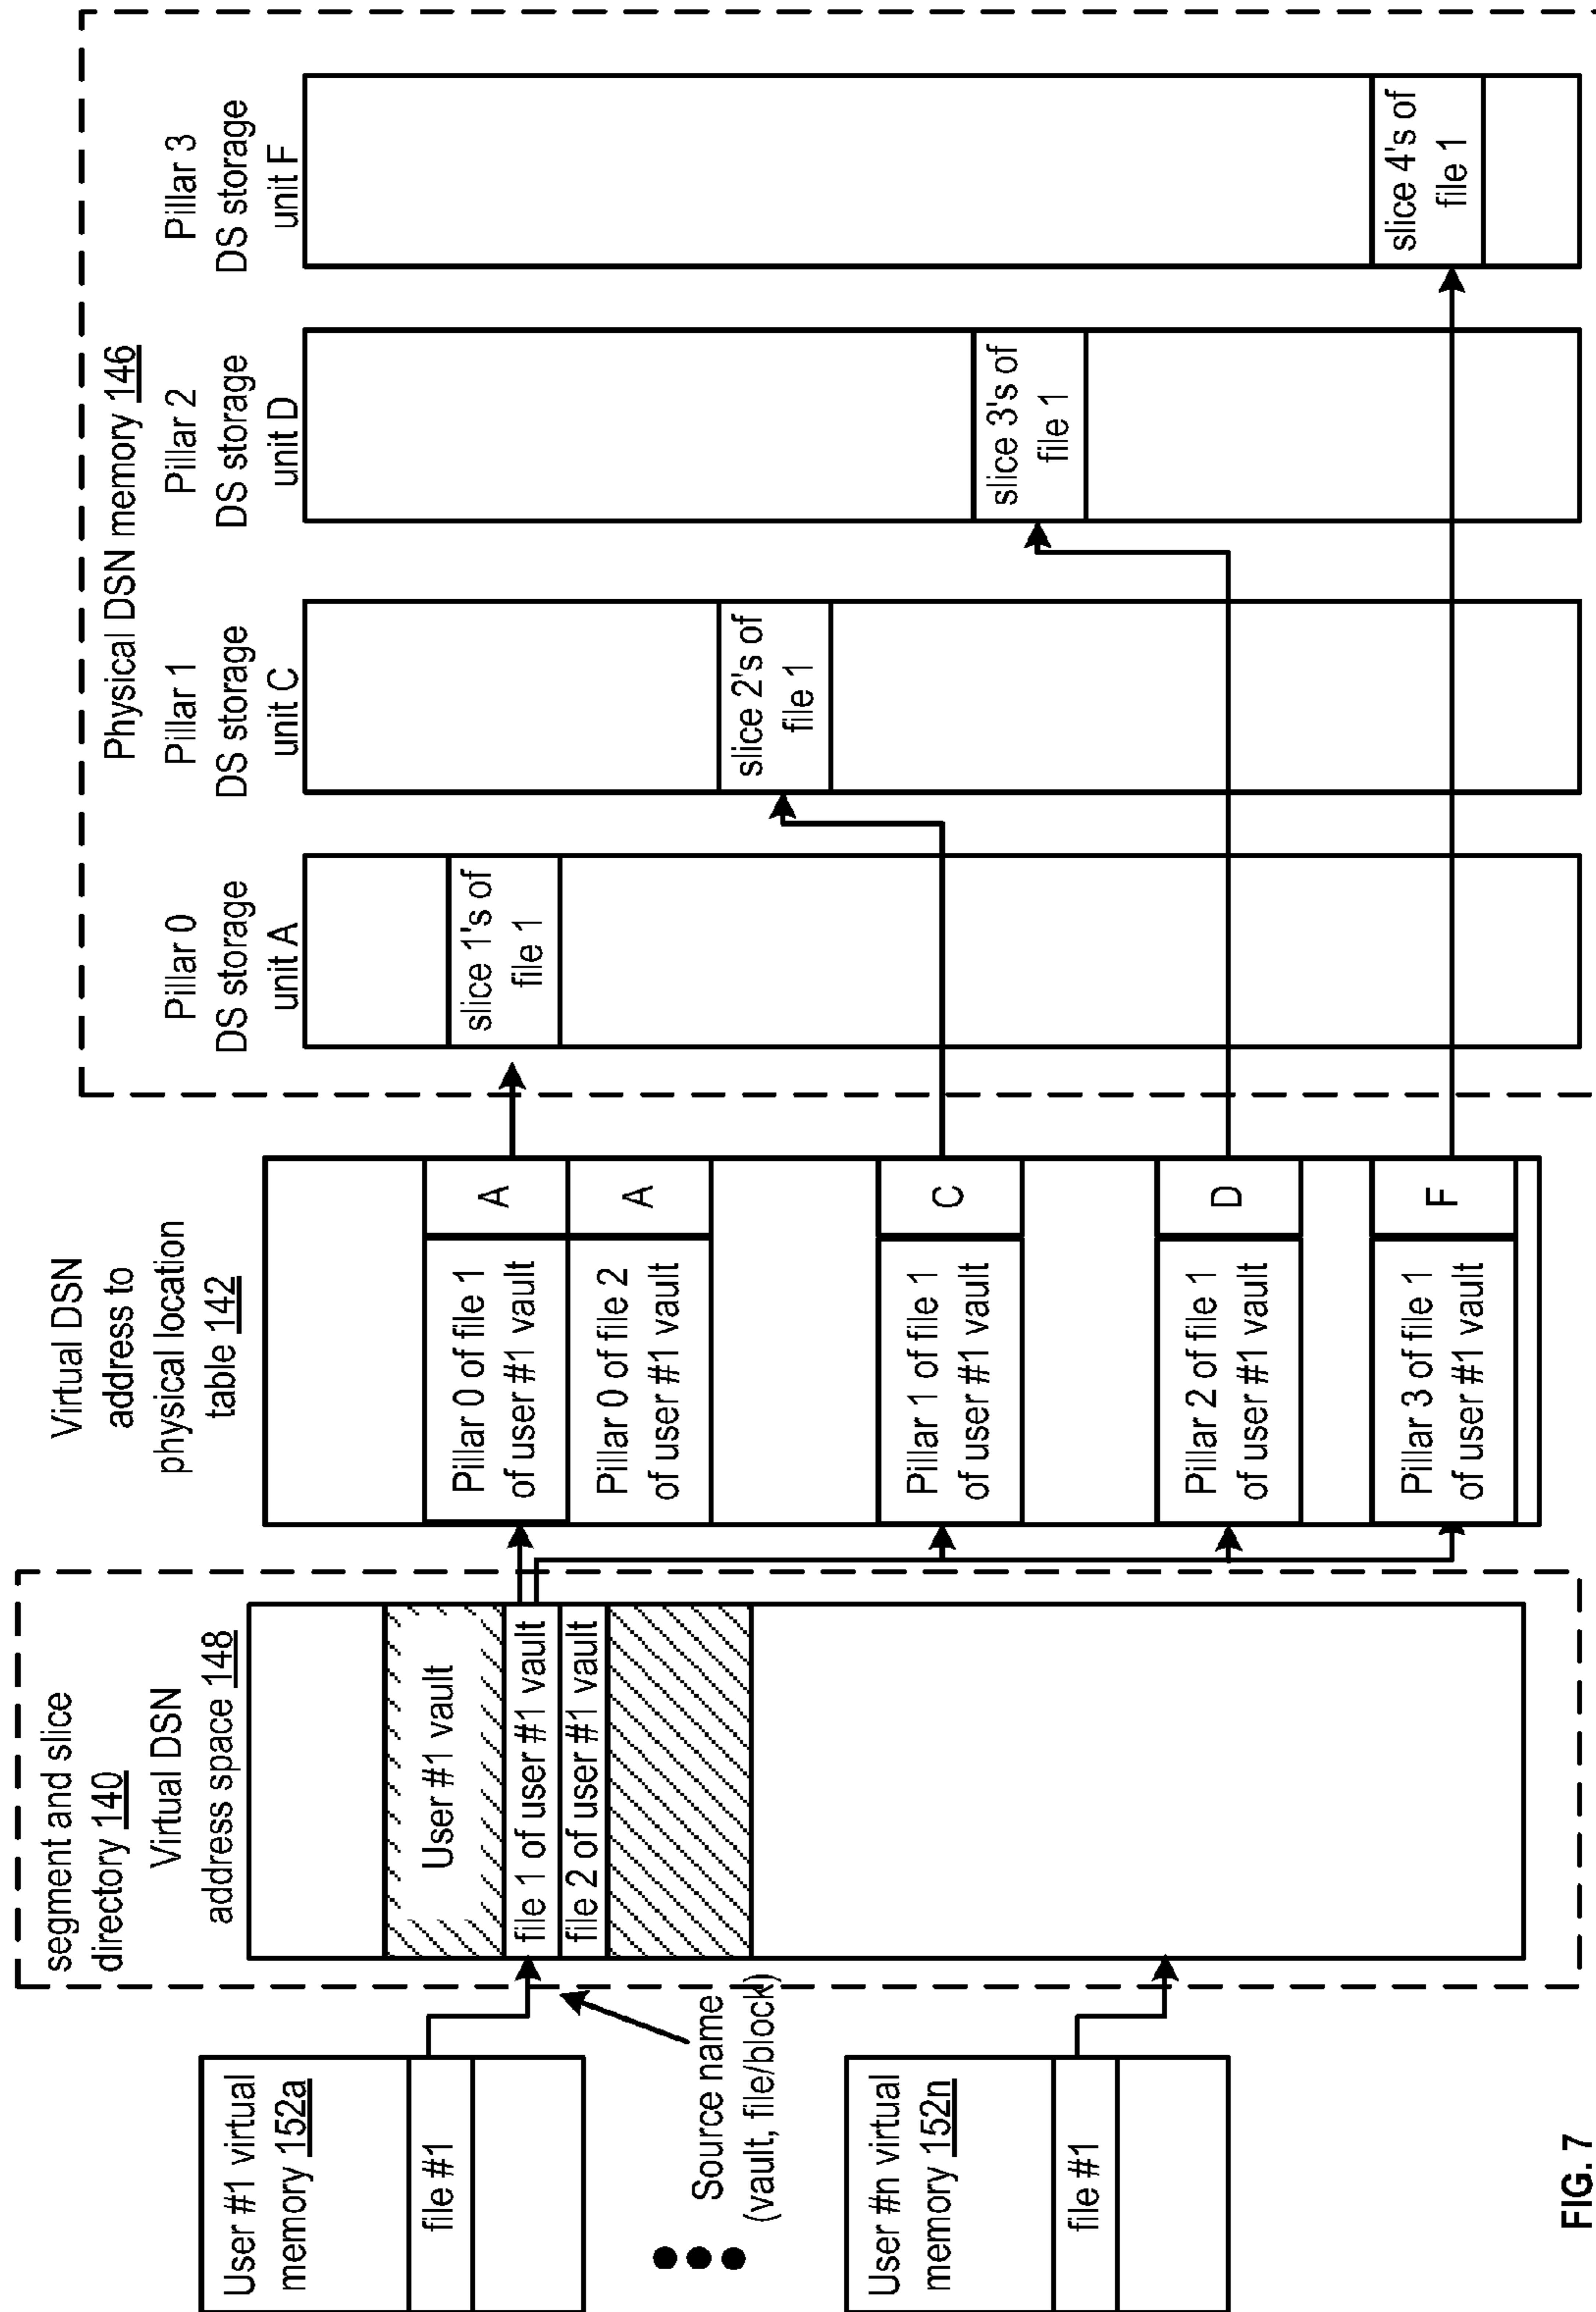 segment and slice
directory 140
Virtual DSN
address space 148
User #1 virtual
memory 152a
file #1
Source name
(vault, file/block)
User #n virtual
memory 152n
file #1
User #1 vault
file 1 of user #1 vault
file 2 of user #1 vault
Virtual DSN
address to
physical location
table 142
Pillar 0 of file 1
of user #1 vault
A
Pillar 0 of file 2
of user #1 vault
A
Pillar 1 of file 1
of user #1 vault
C
Pillar 2 of file 1
of user #1 vault
D
Pillar 3 of file 1
of user #1 vault
F
Physical DSN memory 146
Pillar 0
DS storage
unit A
slice 1's of
file 1
Pillar 1
DS storage
unit C
slice 2's of
file 1
Pillar 2
DS storage
unit D
slice 3's of
file 1
Pillar 3
DS storage
unit F
slice 4's of
file 1
FIG. 7